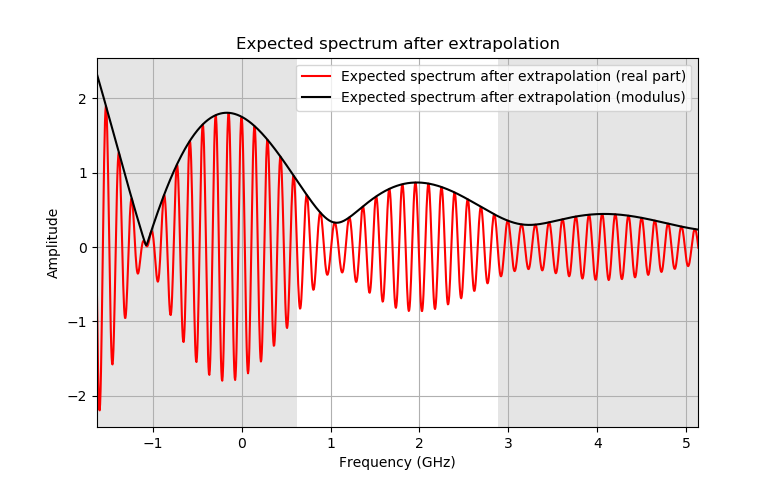 Expected spectrum after extrapolation
Expected spectrum after extrapolation (real part)
Expected spectrum after extrapolation (modulus)
Amplitude
2
1
0
−1
−2
−1 0 1 2 3 4 5
Frequency (GHz)